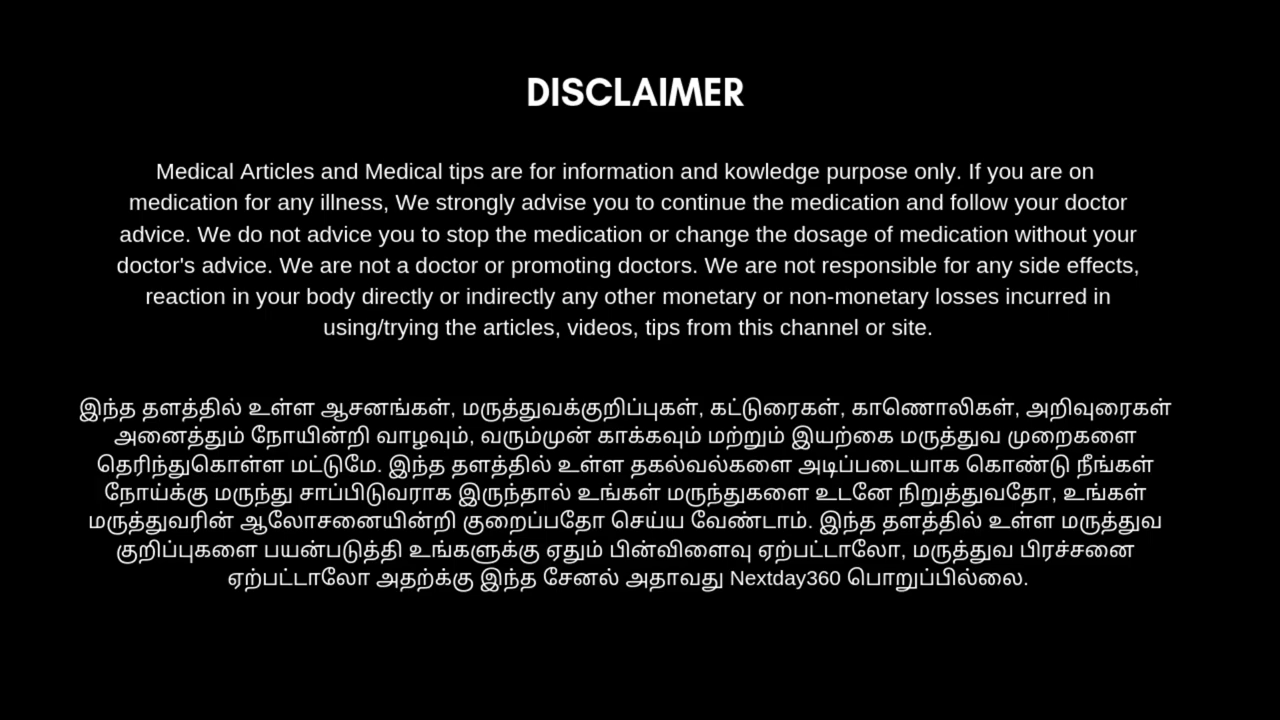 DISCLAIMER
Medical Articles and Medical tips are for information and kowledge purpose only. If you are on
medication for any illness, We strongly advise you to continue the medication and follow your doctor
advice. We do not advice you to stop the medication or change the dosage of medication without your
doctor's advice. We are not a doctor or promoting doctors. We are not responsible for any side effects,
reaction in your body directly or indirectly any other monetary or non-monetary losses incurred in
using/trying the articles, videos, tips from this channel or site.
இந்த தளத்தில் உள்ள ஆசனங்கள், மருத்துவக்குறிப்புகள், கட்டுரைகள், காணொலிகள், அறிவுரைகள்
அனைத்தும் நோயின்றி வாழவும், வரும்முன் காக்கவும் மற்றும் இயற்கை மருத்துவ முறைகளை
தெரிந்துகொள்ள மட்டுமே. இந்த தளத்தில் உள்ள தகல்வல்களை அடிப்படையாக கொண்டு நீங்கள்
நோய்க்கு மருந்து சாப்பிடுவராக இருந்தால் உங்கள் மருந்துகளை உடனே நிறுத்துவதோ, உங்கள்
மருத்துவரின் ஆலோசனையின்றி குறைப்பதோ செய்ய வேண்டாம். இந்த தளத்தில் உள்ள மருத்துவ
குறிப்புகளை பயன்படுத்தி உங்களுக்கு ஏதும் பின்விளைவு ஏற்பட்டாலோ, மருத்துவ பிரச்சனை
ஏற்பட்டாலோ அதற்க்கு இந்த சேனல் அதாவது Nextday360 பொறுப்பில்லை.